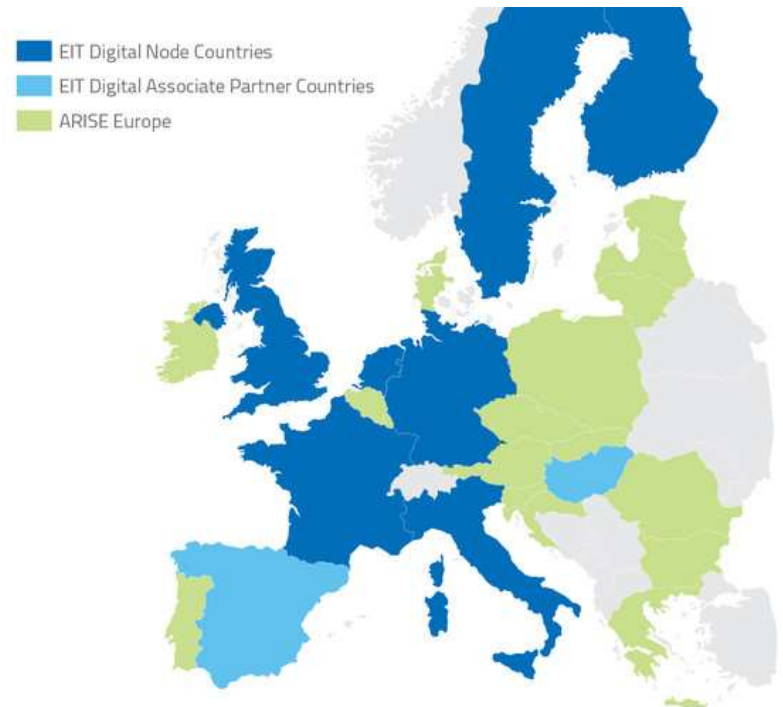 EIT Digital Node Countries
EIT Digital Associate Partner Countries
ARISE Europe